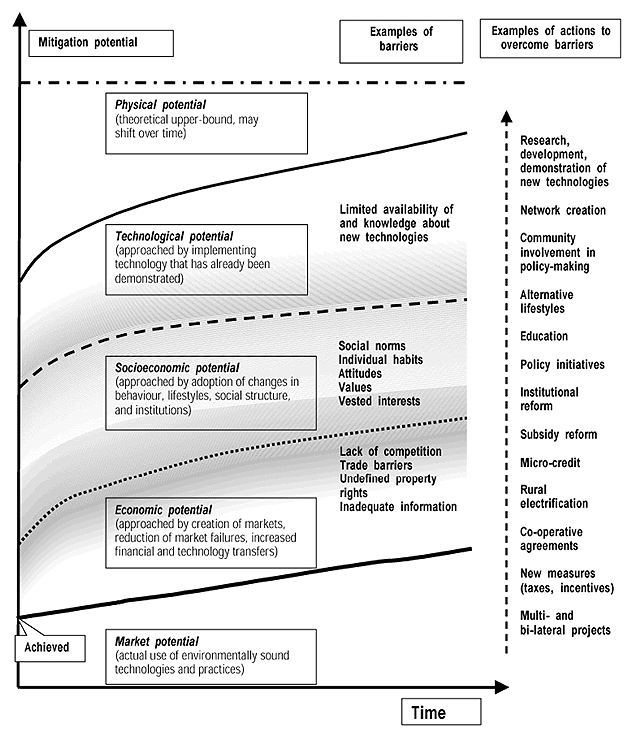 Mitigation potential
Examples of
barriers
Examples of actions to
overcome barriers
Physical potential
(theoretical upper-bound, may
shift over time)
Technological potential
(approached by implementing
technology that has already been
demonstrated)
Socioeconomic potential
(approached by adoption of changes in
behaviour, lifestyles, social structure,
and institutions)
Economic potential
(approached by creation of markets,
reduction of market failures, increased
financial and technology transfers)
Market potential
(actual use of environmentally sound
technologies and practices)
Achieved
Limited availability of
and knowledge about
new technologies
Social norms
Individual habits
Attitudes
Values
Vested interests
Lack of competition
Trade barriers
Undefined property
rights
Inadequate information
Research,
development,
demonstration of
new technologies
Network creation
Community
involvement in
policy-making
Alternative
lifestyles
Education
Policy initiatives
Institutional
reform
Subsidy reform
Micro-credit
Rural
electrification
Co-operative
agreements
New measures
(taxes, incentives)
Multi- and
bi-lateral projects
Time